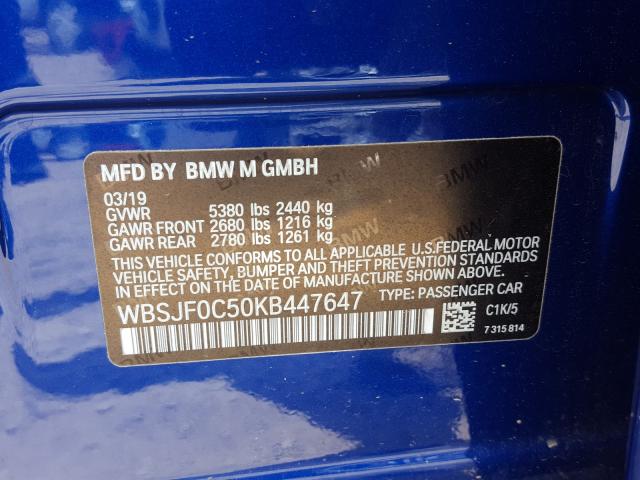 MFD BY BMW M GMBH
03/19
GVWR 5380 lbs 2440 kg
GAWR FRONT 2680 lbs 1216 kg
GAWR REAR 2780 lbs 1261 kg
THIS VEHICLE CONFORMS TO ALL APPLICABLE U.S.FEDERAL MOTOR
VEHICLE SAFETY, BUMPER AND THEFT PREVENTION STANDARDS
IN EFFECT ON THE DATE OF MANUFACTURE SHOWN ABOVE.
WBSJF0C50KB447647 TYPE: PASSENGER CAR
C1K/5
7 315 814